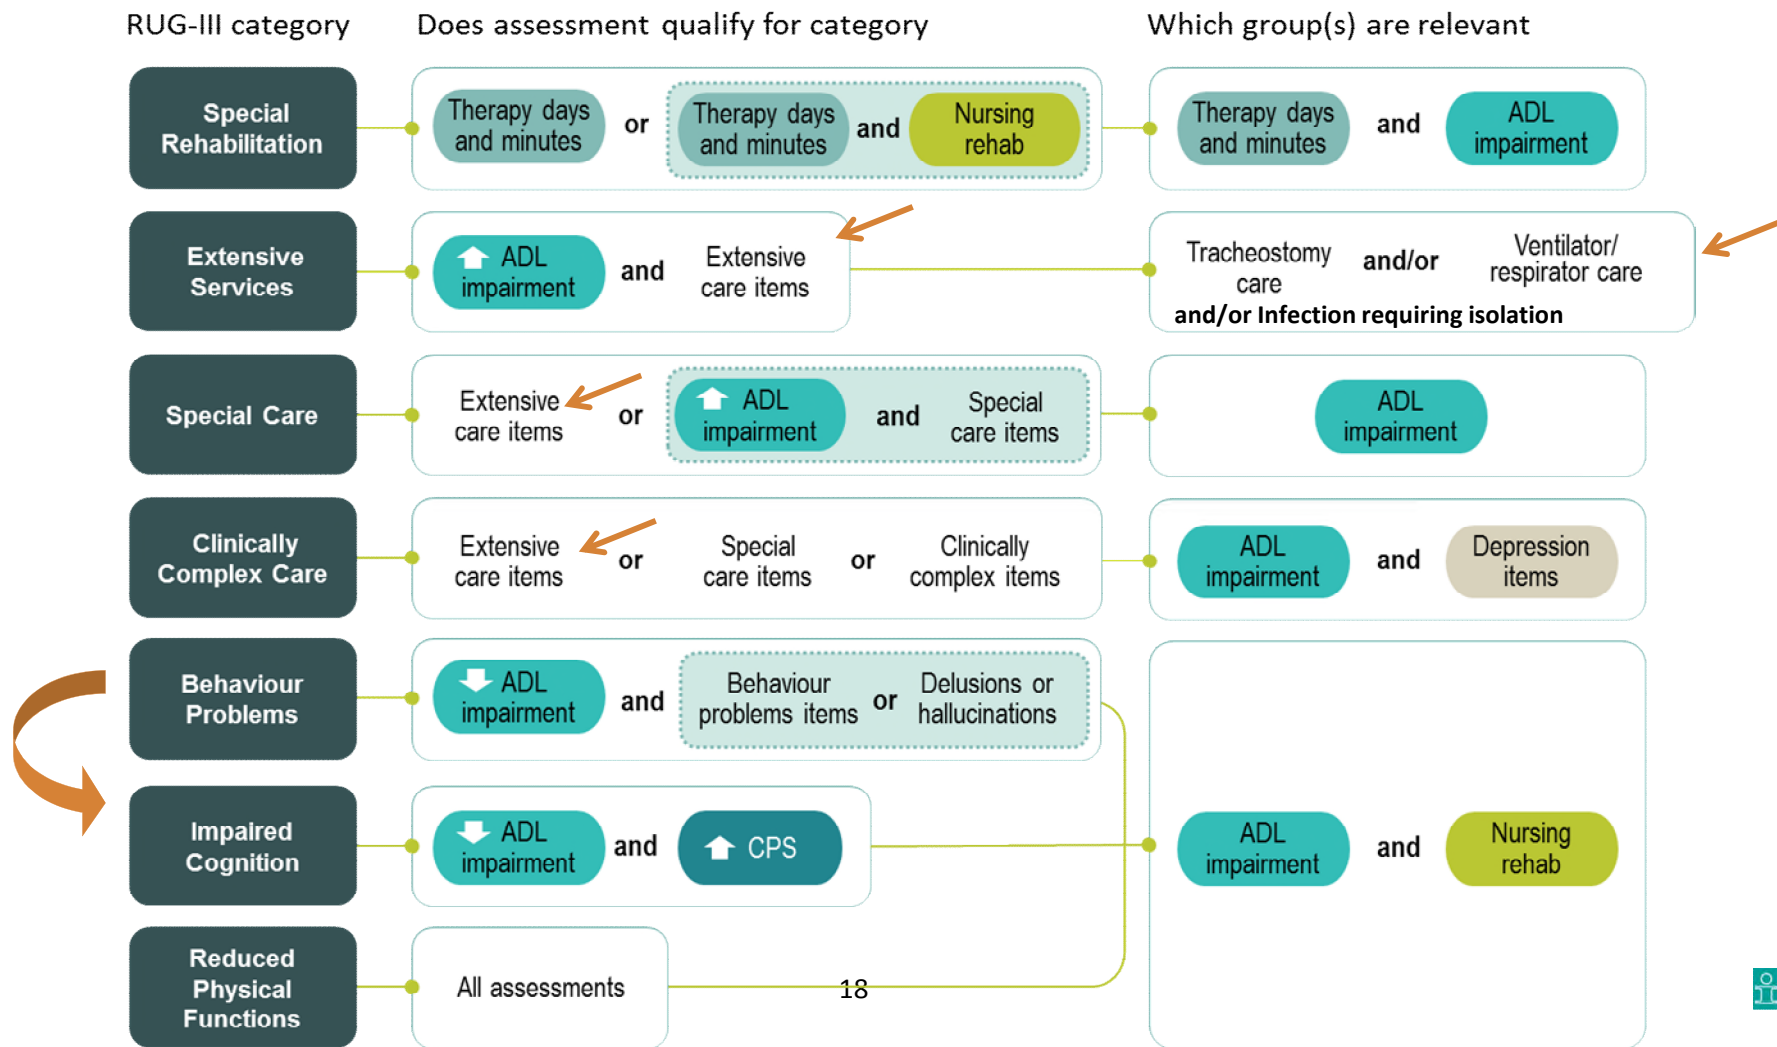 RUG-III category
Does assessment qualify for category
Which group(s) are relevant
Special
Rehabilitation
Therapy days
and minutes
or
Therapy days
and minutes
and
Nursing
rehab
Therapy days
and minutes
and
ADL
impairment
Extensive
Services
ADL
impairment
and
Extensive
care items
Tracheostomy
care
and/or
Ventilator/
respirator care
and/or Infection requiring isolation
Special Care
Extensive
care items
or
ADL
impairment
and
Special
care items
ADL
impairment
Clinically
Complex Care
Extensive
care items
or
Special
care items
or
Clinically
complex items
ADL
impairment
and
Depression
items
Behaviour
Problems
ADL
impairment
and
Behaviour
problems items
or
Delusions or
hallucinations
Impaired
Cognition
ADL
impairment
and
CPS
ADL
impairment
and
Nursing
rehab
Reduced
Physical
Functions
All assessments
18